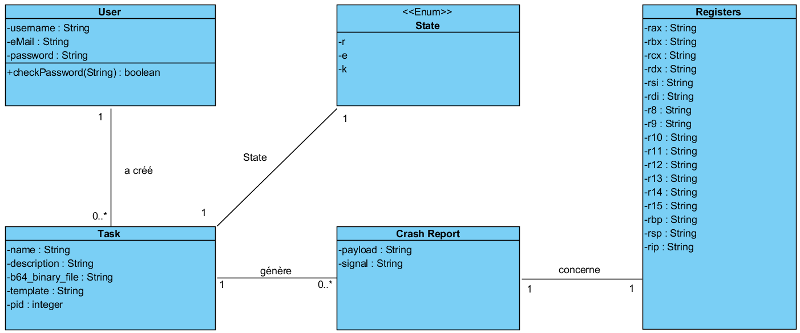 User
-username : String
-eMail : String
-password : String
+checkPassword(String) : boolean
<<Enum>>
State
-r
-e
-k
Registers
-rax : String
-rbx : String
-rcx : String
-rdx : String
-rsi : String
-rdi : String
-r8 : String
-r9 : String
-r10 : String
-r11 : String
-r12 : String
-r13 : String
-r14 : String
-r15 : String
-rbp : String
-rsp : String
-rip : String
1
a créé
0..*
1
State
1
Task
-name : String
-description : String
-b64_binary_file : String
-template : String
-pid : integer
1
génère
0..*
Crash Report
-payload : String
-signal : String
1
concerne
1